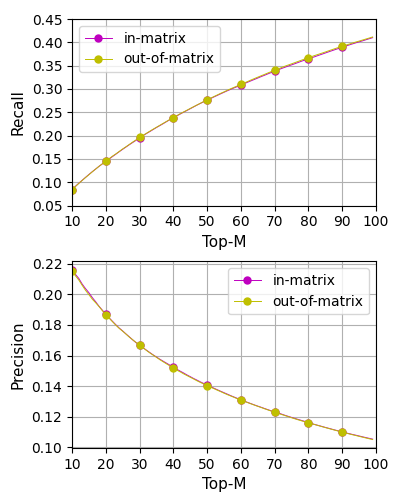 0.45
0.40
0.35
0.30
0.25
0.20
0.15
0.10
0.05
Recall
in-matrix
out-of-matrix
10 20 30 40 50 60 70 80 90 100
Top-M
0.22
0.20
0.18
0.16
0.14
0.12
0.10
Precision
in-matrix
out-of-matrix
10 20 30 40 50 60 70 80 90 100
Top-M